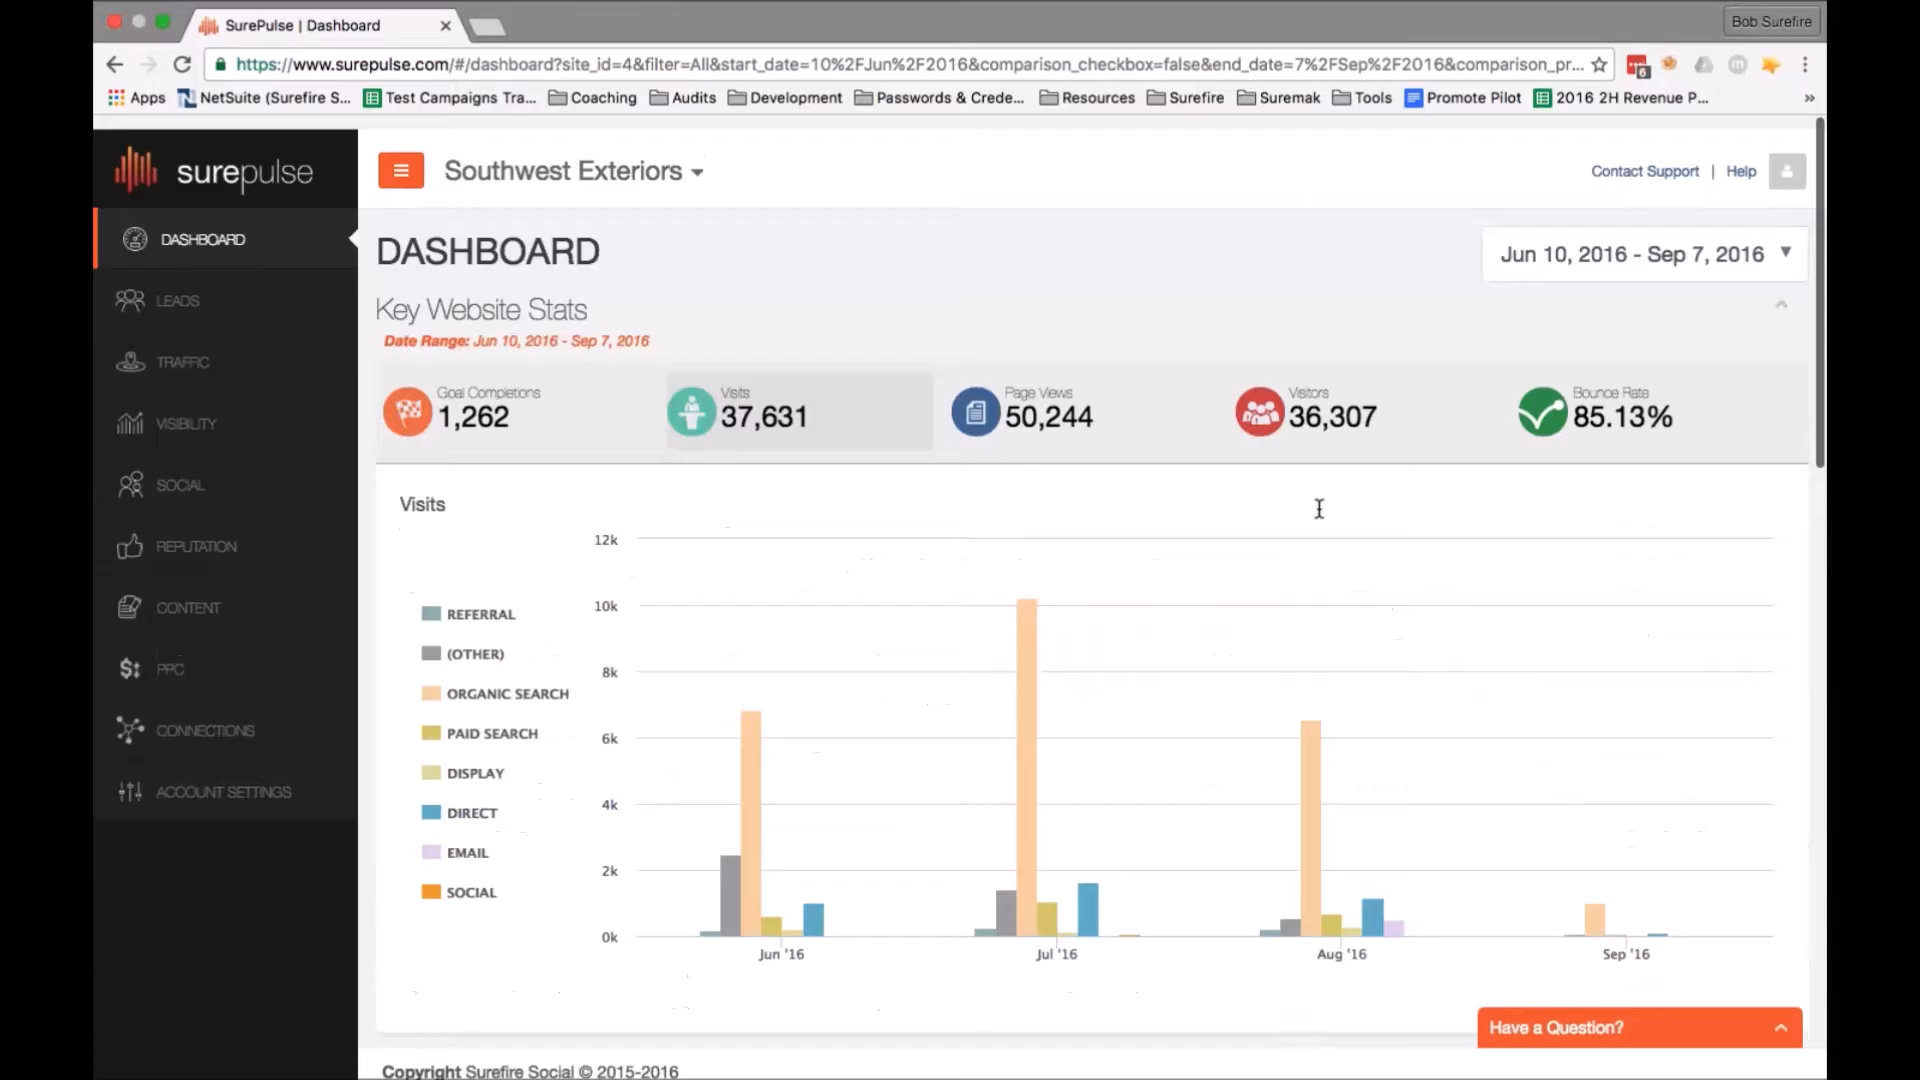 SurePulse | Dashboard
Bob Surefire
https://www.surepulse.com/#/dashboard?site_id=4&filter=All&start_date=10%2FJun%2F2016&comparison_checkbox=false&end_date=7%2FSep%2F2016&comparison_pr...
6
Apps NetSuite (Surefire S... Test Campaigns Tra... Coaching Audits Development Passwords & Crede... Resources Surefire Suremak Tools Promote Pilot 2016 2H Revenue P... »
surepulse
Southwest Exteriors
Contact Support | Help
DASHBOARD
LEADS
TRAFFIC
VISIBILITY
SOCIAL
REPUTATION
CONTENT
PPC
CONNECTIONS
ACCOUNT SETTINGS
DASHBOARD
Jun 10, 2016 - Sep 7, 2016
Key Website Stats
Date Range: Jun 10, 2016 - Sep 7, 2016
Goal Completions
1,262
Visits
37,631
Page Views
50,244
Visitors
36,307
Bounce Rate
85.13%
Visits
REFERRAL
(OTHER)
ORGANIC SEARCH
PAID SEARCH
DISPLAY
DIRECT
EMAIL
SOCIAL
12k
10k
8k
6k
4k
2k
0k
Jun '16 Jul '16 Aug '16 Sep '16
Have a Question?
Copyright Surefire Social © 2015-2016